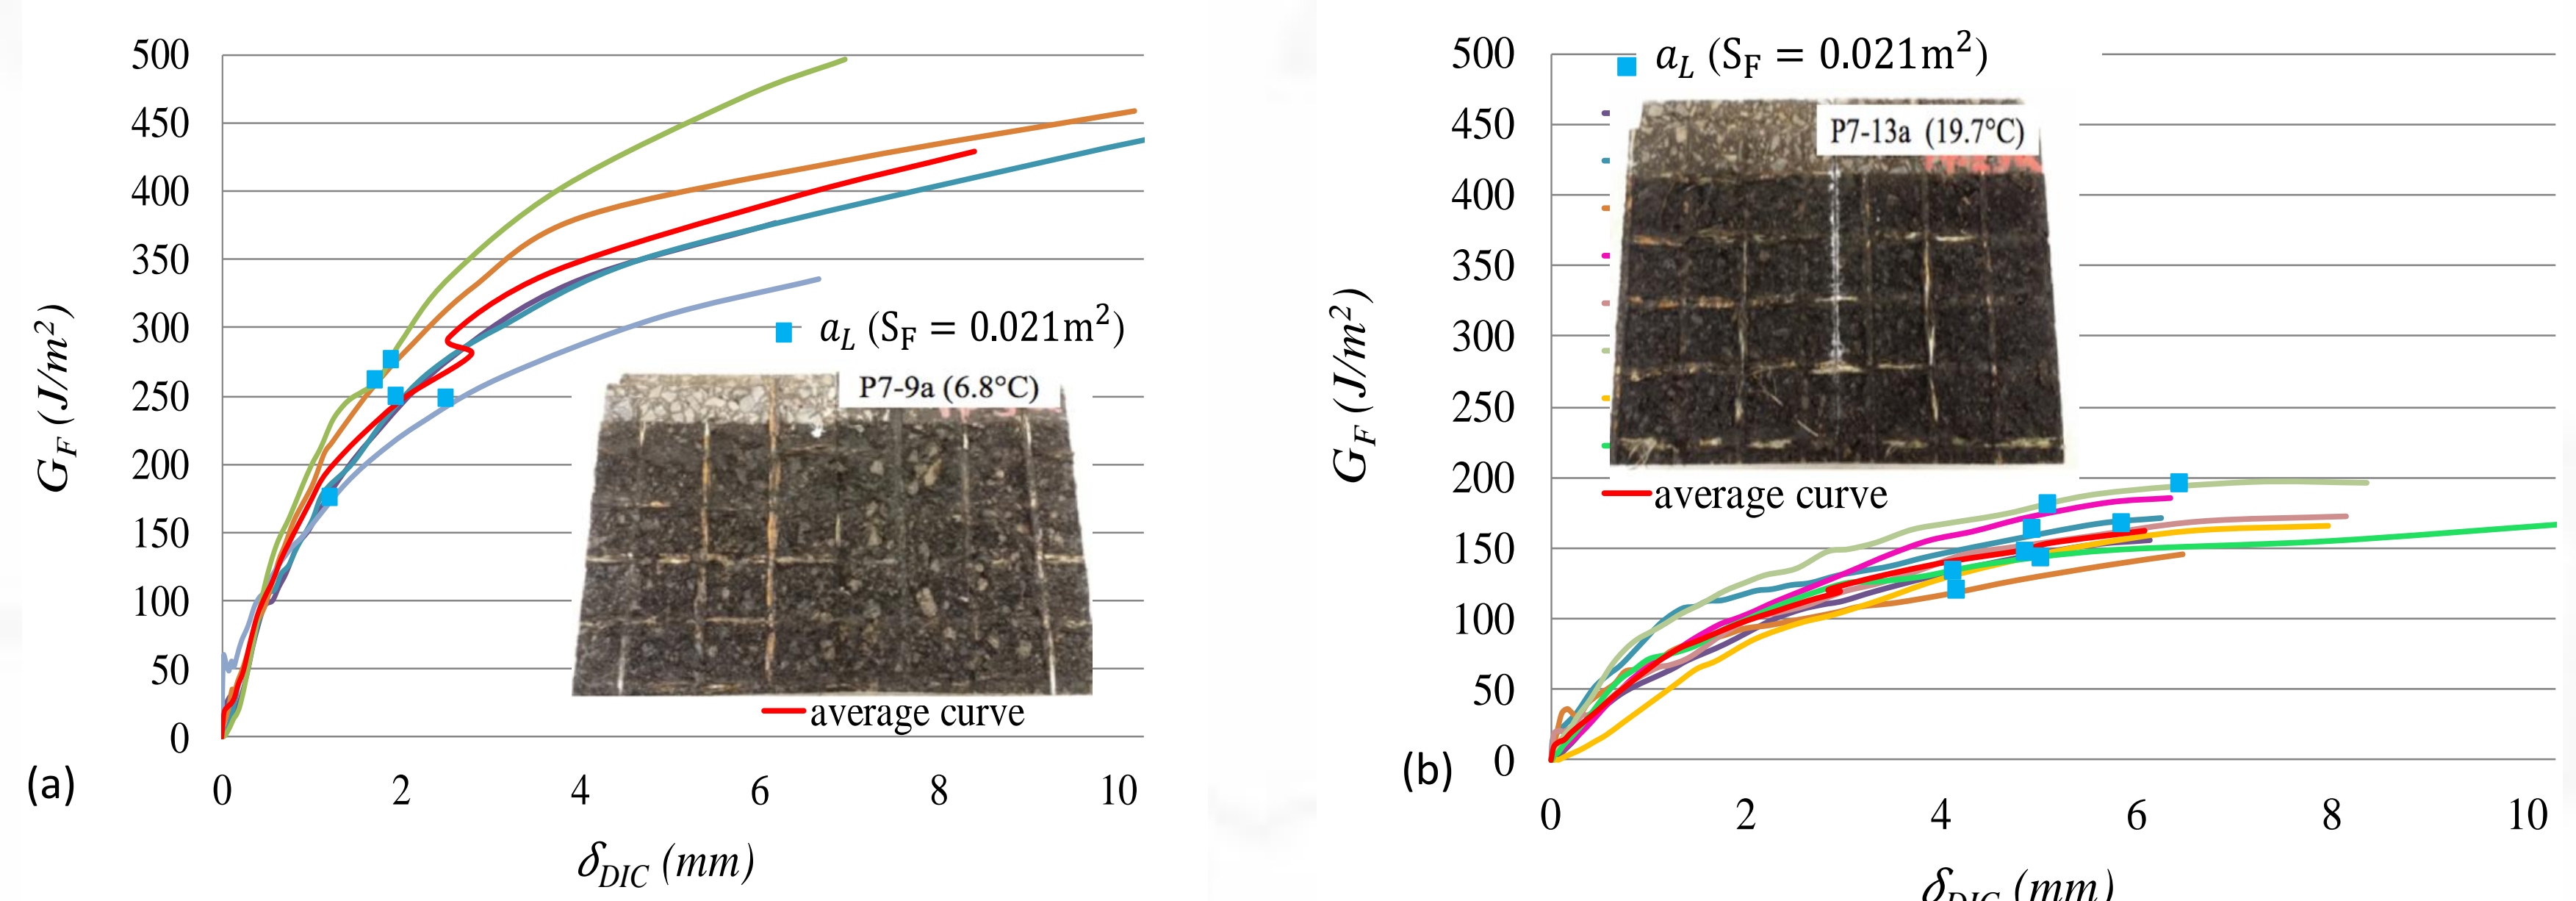 500
450
400
350
300
250
200
150
100
50
0
G_F (J/m²)
a_L (S_F = 0.021m²)
P7-9a (6.8°C)
average curve
(a)
0 2 4 6 8 10
δ_DIC (mm)
500
450
400
350
300
250
200
150
100
50
0
G_F (J/m²)
a_L (S_F = 0.021m²)
P7-13a (19.7°C)
average curve
(b)
0 2 4 6 8 10
δ_DIC (mm)